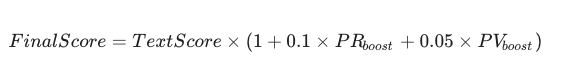 FinalScore = TextScore × (1 + 0.1 × PR_boost + 0.05 × PV_boost)